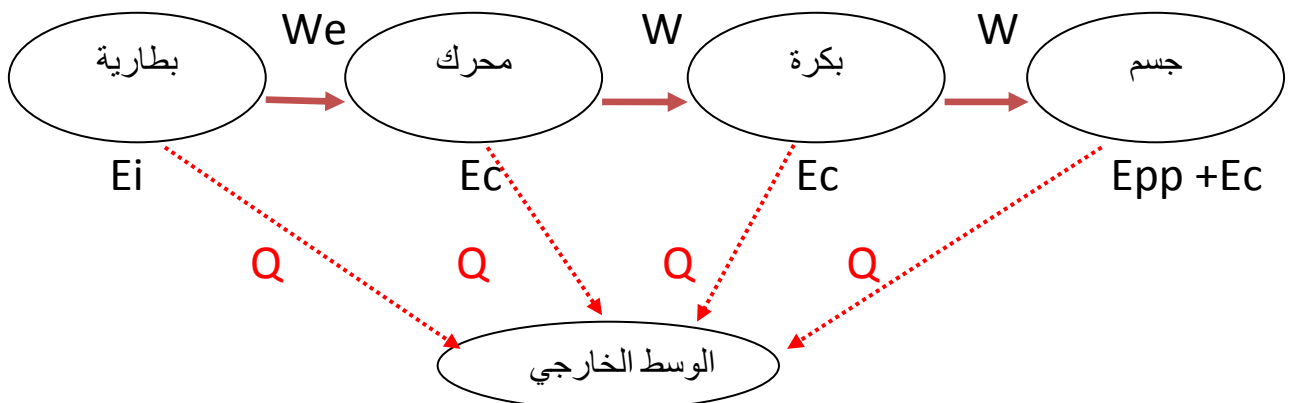 We W W
بطارية محرك بكرة جسم
Ei Ec Ec Epp +Ec
Q Q Q Q
الوسط الخارجي